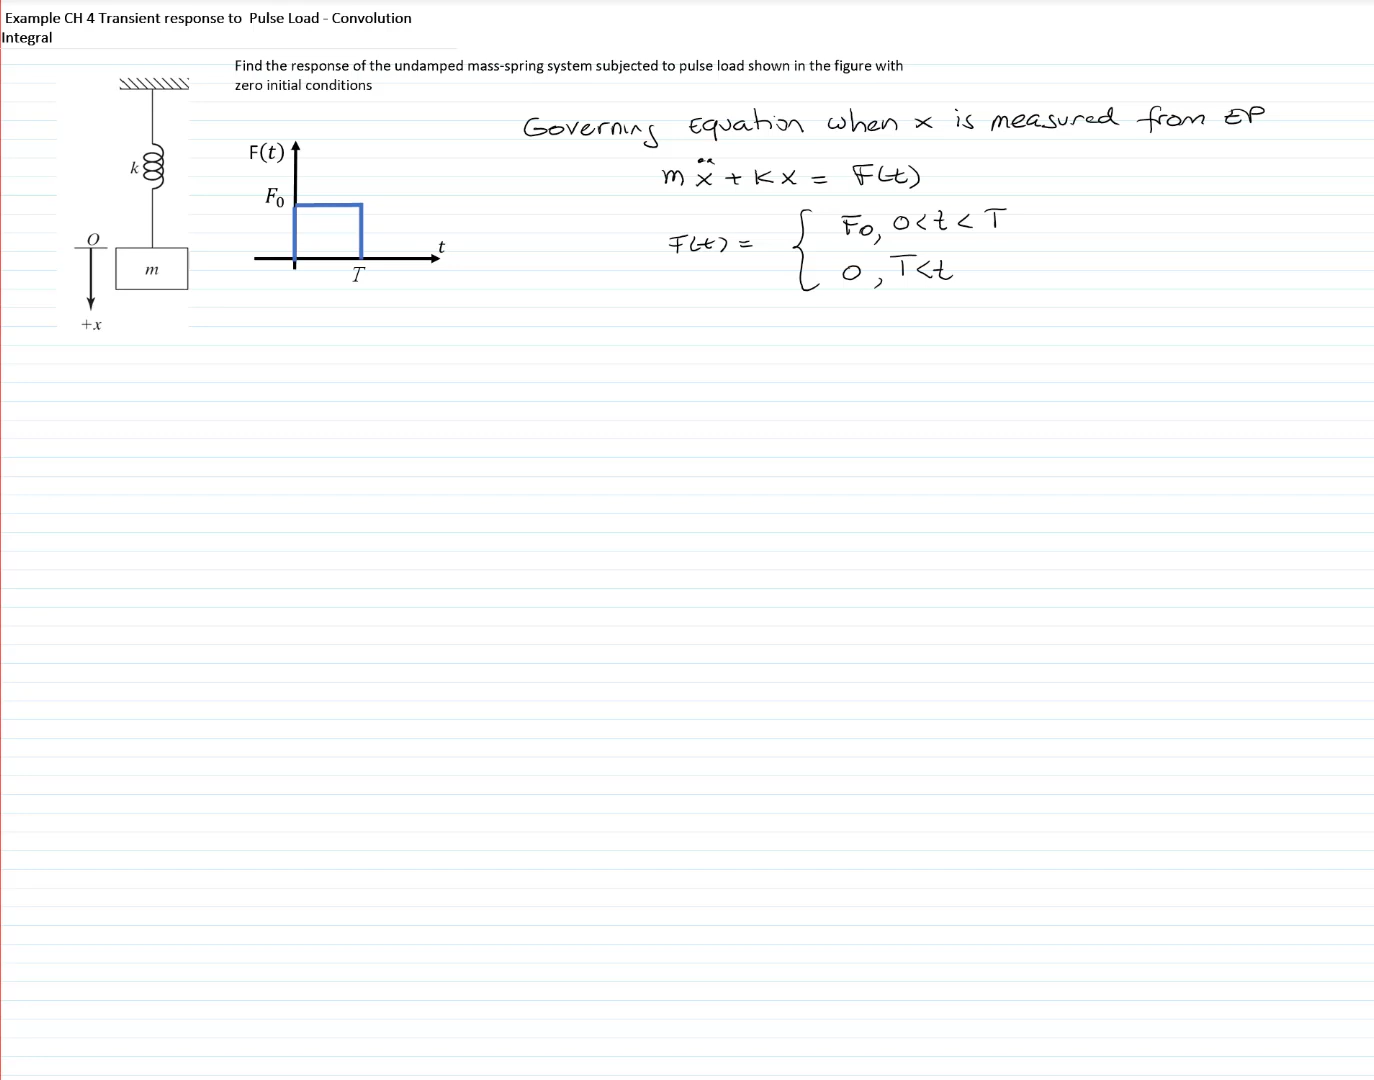 Example CH 4 Transient response to Pulse Load - Convolution
Integral
Find the response of the undamped mass-spring system subjected to pulse load shown in the figure with
zero initial conditions
Governing Equation when x is measured from EP
mẍ + kx = F(t)
F(t) = { F₀, 0<t<T
0, T<t
k
O
m
+x
F(t)
F₀
t
T